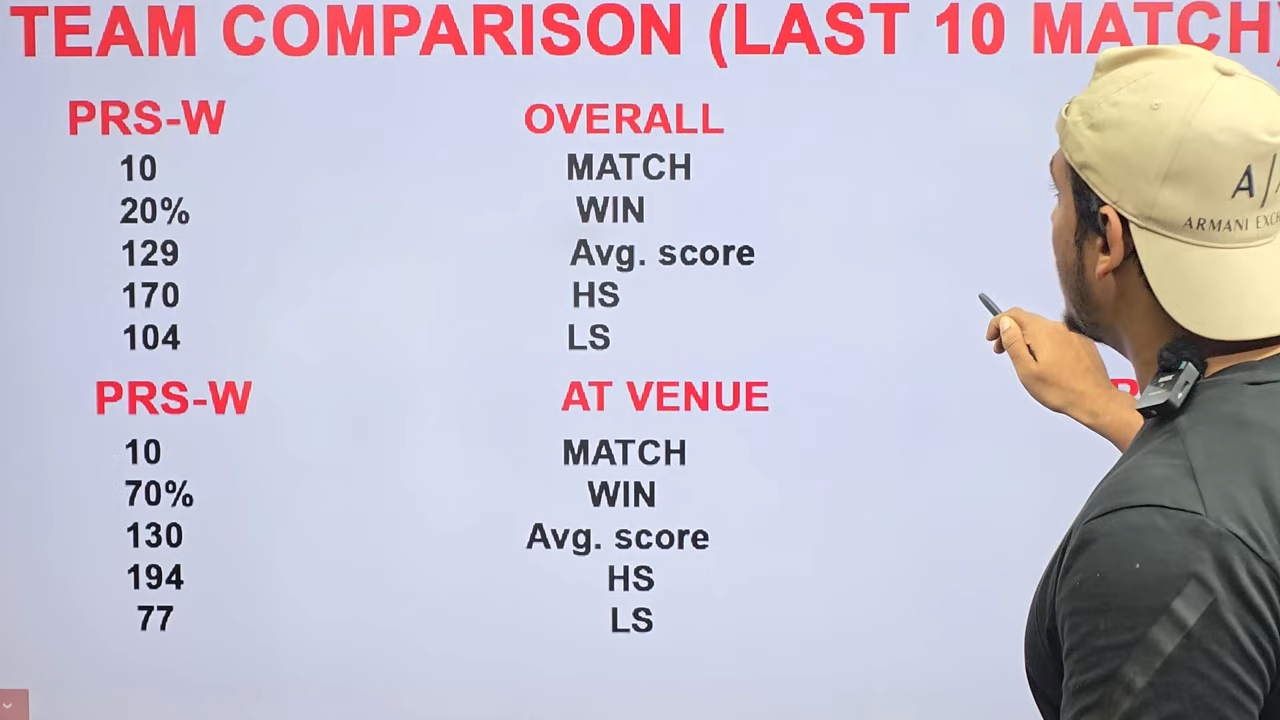 TEAM COMPARISON (LAST 10 MATCH)
PRS-W OVERALL
10 MATCH
20% WIN
129 Avg. score
170 HS
104 LS
PRS-W AT VENUE
10 MATCH
70% WIN
130 Avg. score
194 HS
77 LS
A/
ARMANI